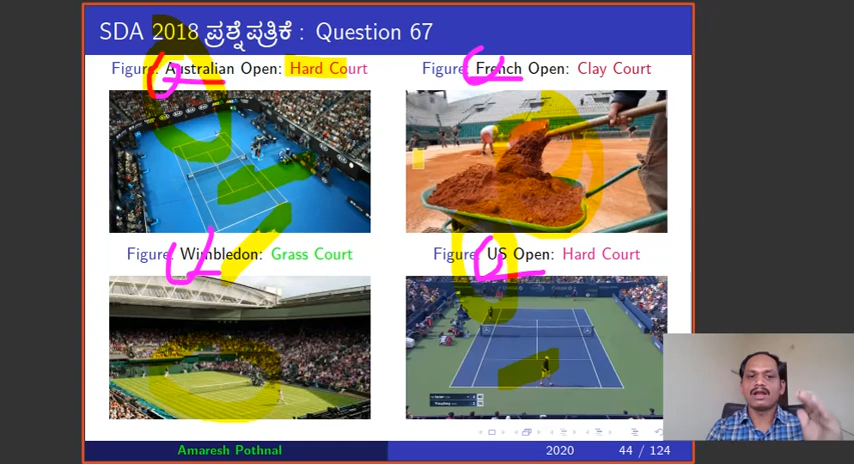 SDA 2018 ಪ್ರಶ್ನೆ ಪತ್ರಿಕೆ : Question 67
Figure: Australian Open: Hard Court
Figure: French Open: Clay Court
Figure: Wimbledon: Grass Court
Figure: US Open: Hard Court
Amaresh Pothnal
2020
44 / 124